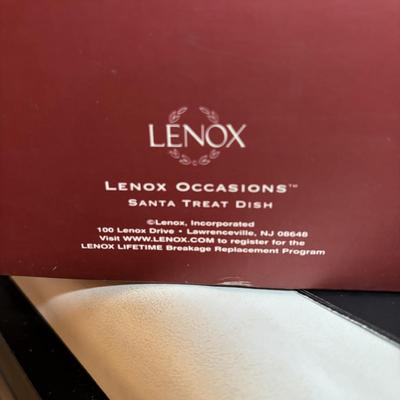 LENOX
LENOX OCCASIONS™
SANTA TREAT DISH
©Lenox, Incorporated
100 Lenox Drive • Lawrenceville, NJ 08648
Visit WWW.LENOX.COM to register for the
LENOX LIFETIME Breakage Replacement Program